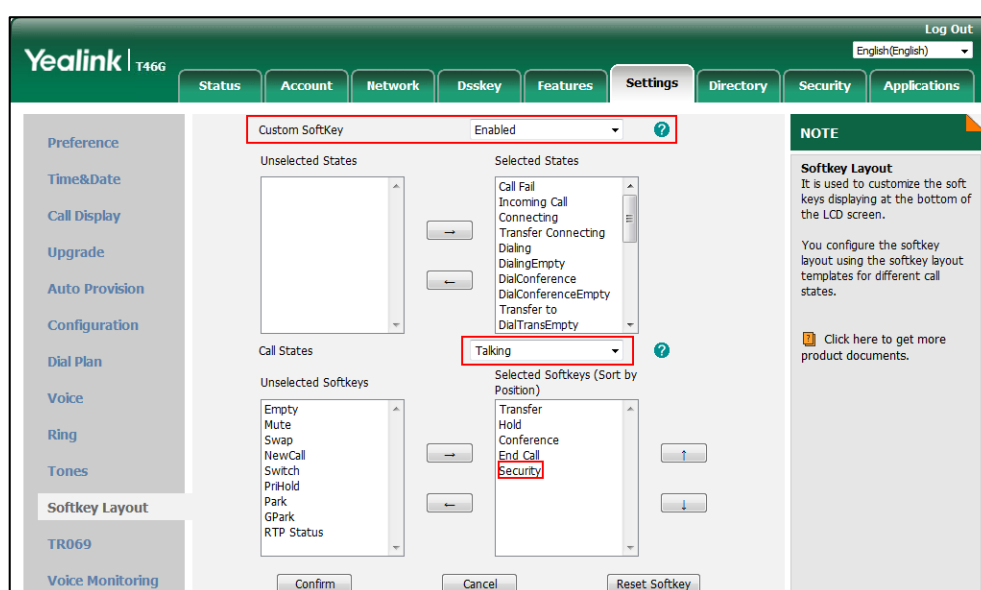 Log Out
Yealink | T46G
English(English)
Status
Account
Network
Dsskey
Features
Settings
Directory
Security
Applications
Preference
Time&Date
Call Display
Upgrade
Auto Provision
Configuration
Dial Plan
Voice
Ring
Tones
Softkey Layout
TR069
Voice Monitoring
Custom SoftKey
Enabled
?
Unselected States
Selected States
Call Fail
Incoming Call
Connecting
Transfer Connecting
Dialing
DialingEmpty
DialConference
DialConferenceEmpty
Transfer to
DialTransEmpty
→
←
Call States
Talking
?
Unselected Softkeys
Selected Softkeys (Sort by
Position)
Empty
Mute
Swap
NewCall
Switch
PriHold
Park
GPark
RTP Status
→
←
Transfer
Hold
Conference
End Call
Security
↑
↓
Confirm
Cancel
Reset Softkey
NOTE
Softkey Layout
It is used to customize the soft
keys displaying at the bottom of
the LCD screen.
You configure the softkey
layout using the softkey layout
templates for different call
states.
? Click here to get more
product documents.